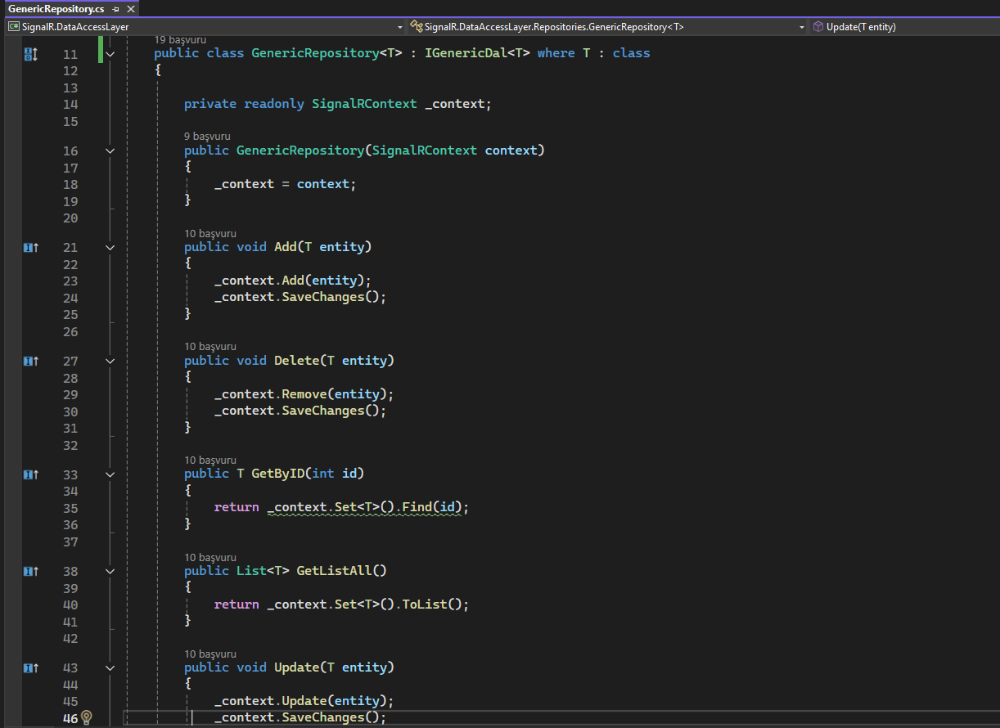 GenericRepository.cs
SignalR.DataAccessLayer SignalR.DataAccessLayer.Repositories.GenericRepository<T> Update(T entity)
19 başvuru
11 public class GenericRepository<T> : IGenericDal<T> where T : class
12 {
13
14 private readonly SignalRContext _context;
15
9 başvuru
16 public GenericRepository(SignalRContext context)
17 {
18 _context = context;
19 }
20
10 başvuru
21 public void Add(T entity)
22 {
23 _context.Add(entity);
24 _context.SaveChanges();
25 }
26
10 başvuru
27 public void Delete(T entity)
28 {
29 _context.Remove(entity);
30 _context.SaveChanges();
31 }
32
10 başvuru
33 public T GetByID(int id)
34 {
35 return _context.Set<T>().Find(id);
36 }
37
10 başvuru
38 public List<T> GetListAll()
39 {
40 return _context.Set<T>().ToList();
41 }
42
10 başvuru
43 public void Update(T entity)
44 {
45 _context.Update(entity);
46 _context.SaveChanges();